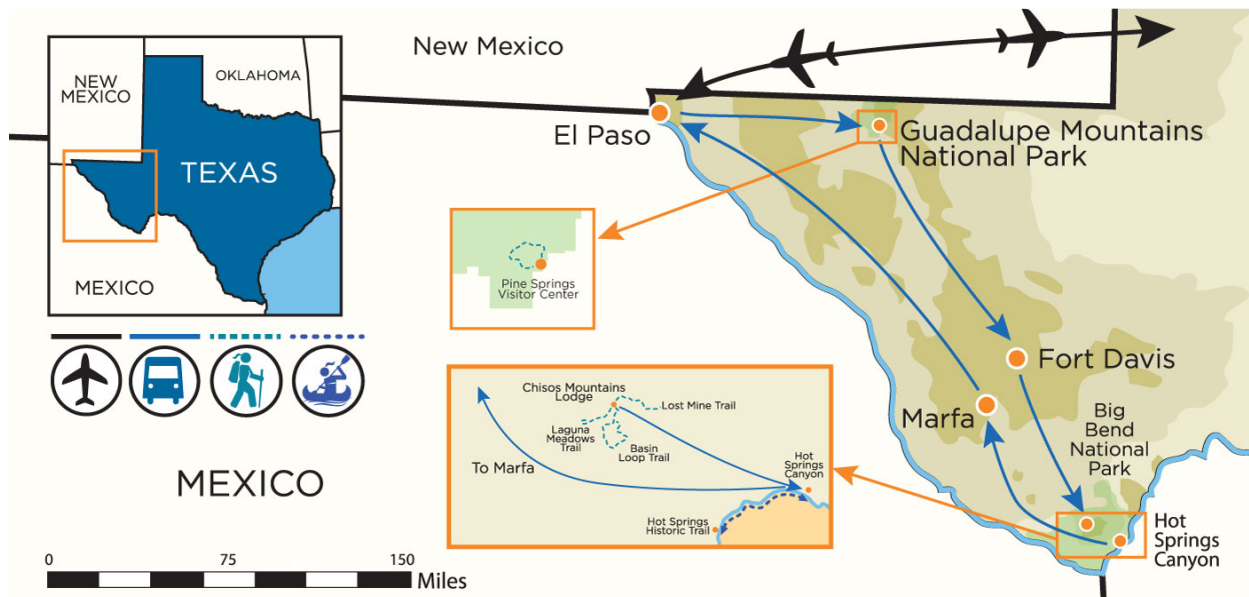 New Mexico
NEW
MEXICO
OKLAHOMA
TEXAS
MEXICO
El Paso
Guadalupe Mountains
National Park
Pine Springs
Visitor Center
Fort Davis
Marfa
Big
Bend
National
Park
Hot
Springs
Canyon
Chisos Mountains
Lodge
Lost Mine Trail
Laguna
Meadows
Trail
Basin
Loop Trail
To Marfa
Hot
Springs
Canyon
Hot Springs
Historic Trail
MEXICO
0 75 150
Miles